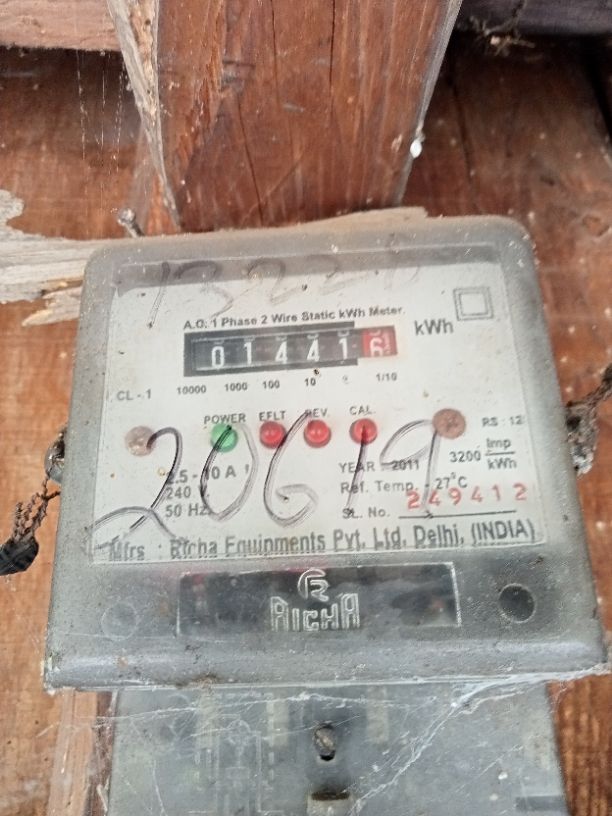 A.C. 1 Phase 2 Wire Static kWh Meter.
0 1 4 4 1 6 kWh
CL - 1 10000 1000 100 10 1/10
POWER EFLT REV. CAL.
RS : 12
20619
2.5 - 10 A YEAR - 2011 3200 Imp/kWh
240 Ref. Temp. - 27°C
50 Hz SL. No. 249412
Mfrs : Richa Equipments Pvt. Ltd. Delhi, (INDIA)
RICHA